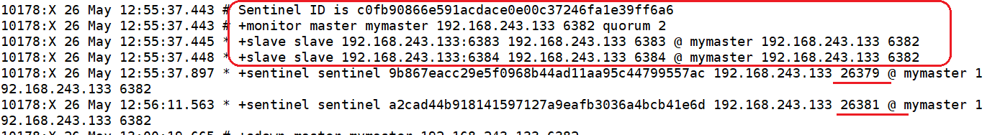 10178:X 26 May 12:55:37.443 # Sentinel ID is c0fb90866e591acdace0e00c37246fa1e39ff6a6
10178:X 26 May 12:55:37.443 # +monitor master mymaster 192.168.243.133 6382 quorum 2
10178:X 26 May 12:55:37.445 * +slave slave 192.168.243.133:6383 192.168.243.133 6383 @ mymaster 192.168.243.133 6382
10178:X 26 May 12:55:37.448 * +slave slave 192.168.243.133:6384 192.168.243.133 6384 @ mymaster 192.168.243.133 6382
10178:X 26 May 12:55:37.897 * +sentinel sentinel 9b867eacc29e5f0968b44ad11aa95c44799557ac 192.168.243.133 26379 @ mymaster 1
92.168.243.133 6382
10178:X 26 May 12:56:11.563 * +sentinel sentinel a2cad44b918141597127a9eafb3036a4bcb41e6d 192.168.243.133 26381 @ mymaster 1
92.168.243.133 6382
10178:X 26 May 13:00:19.665 # +sdown master mymaster 192.168.243.133 6382